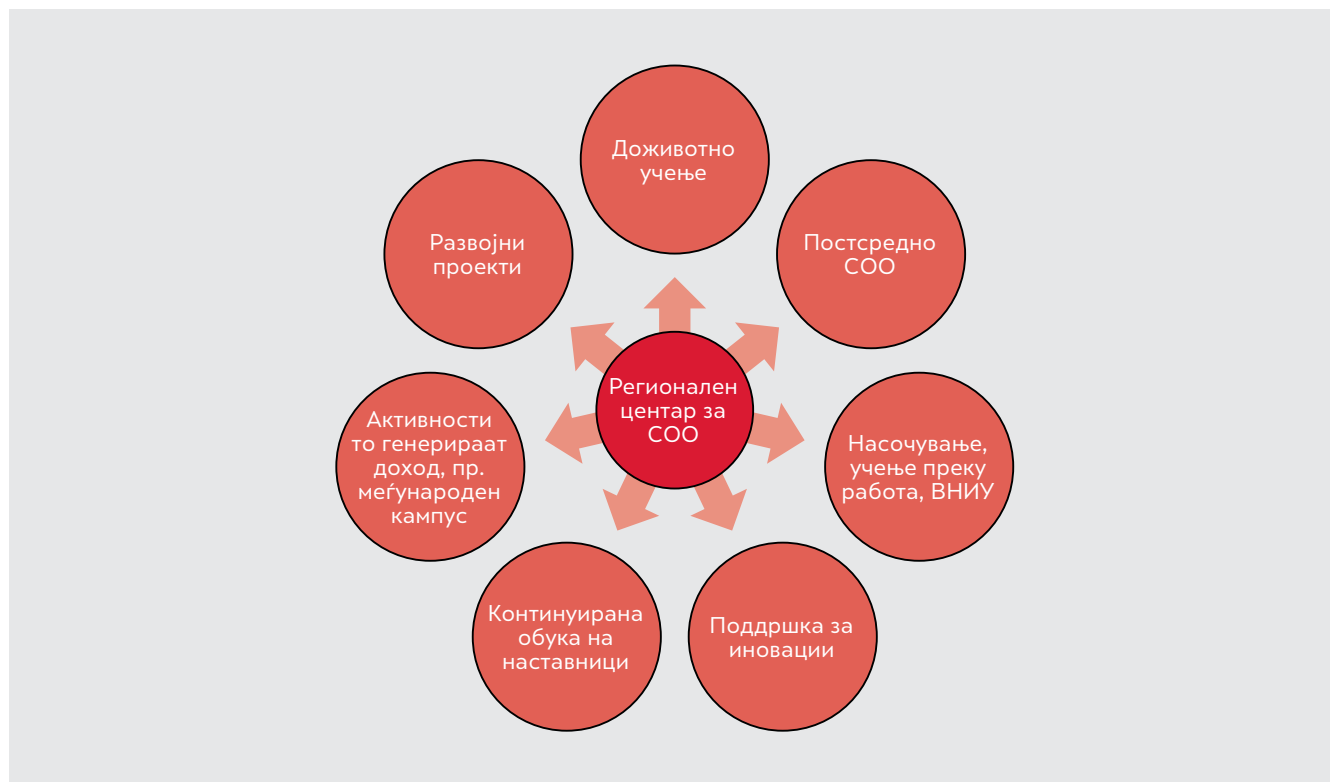 Доживотно
учење
Постсредно
СОО
Насочување,
учење преку
работа, ВНИУ
Поддршка за
иновации
Континуирана
обука на
наставници
Активности
то генерираат
доход, пр.
меѓународен
кампус
Развојни
проекти
Регионален
центар за
СОО